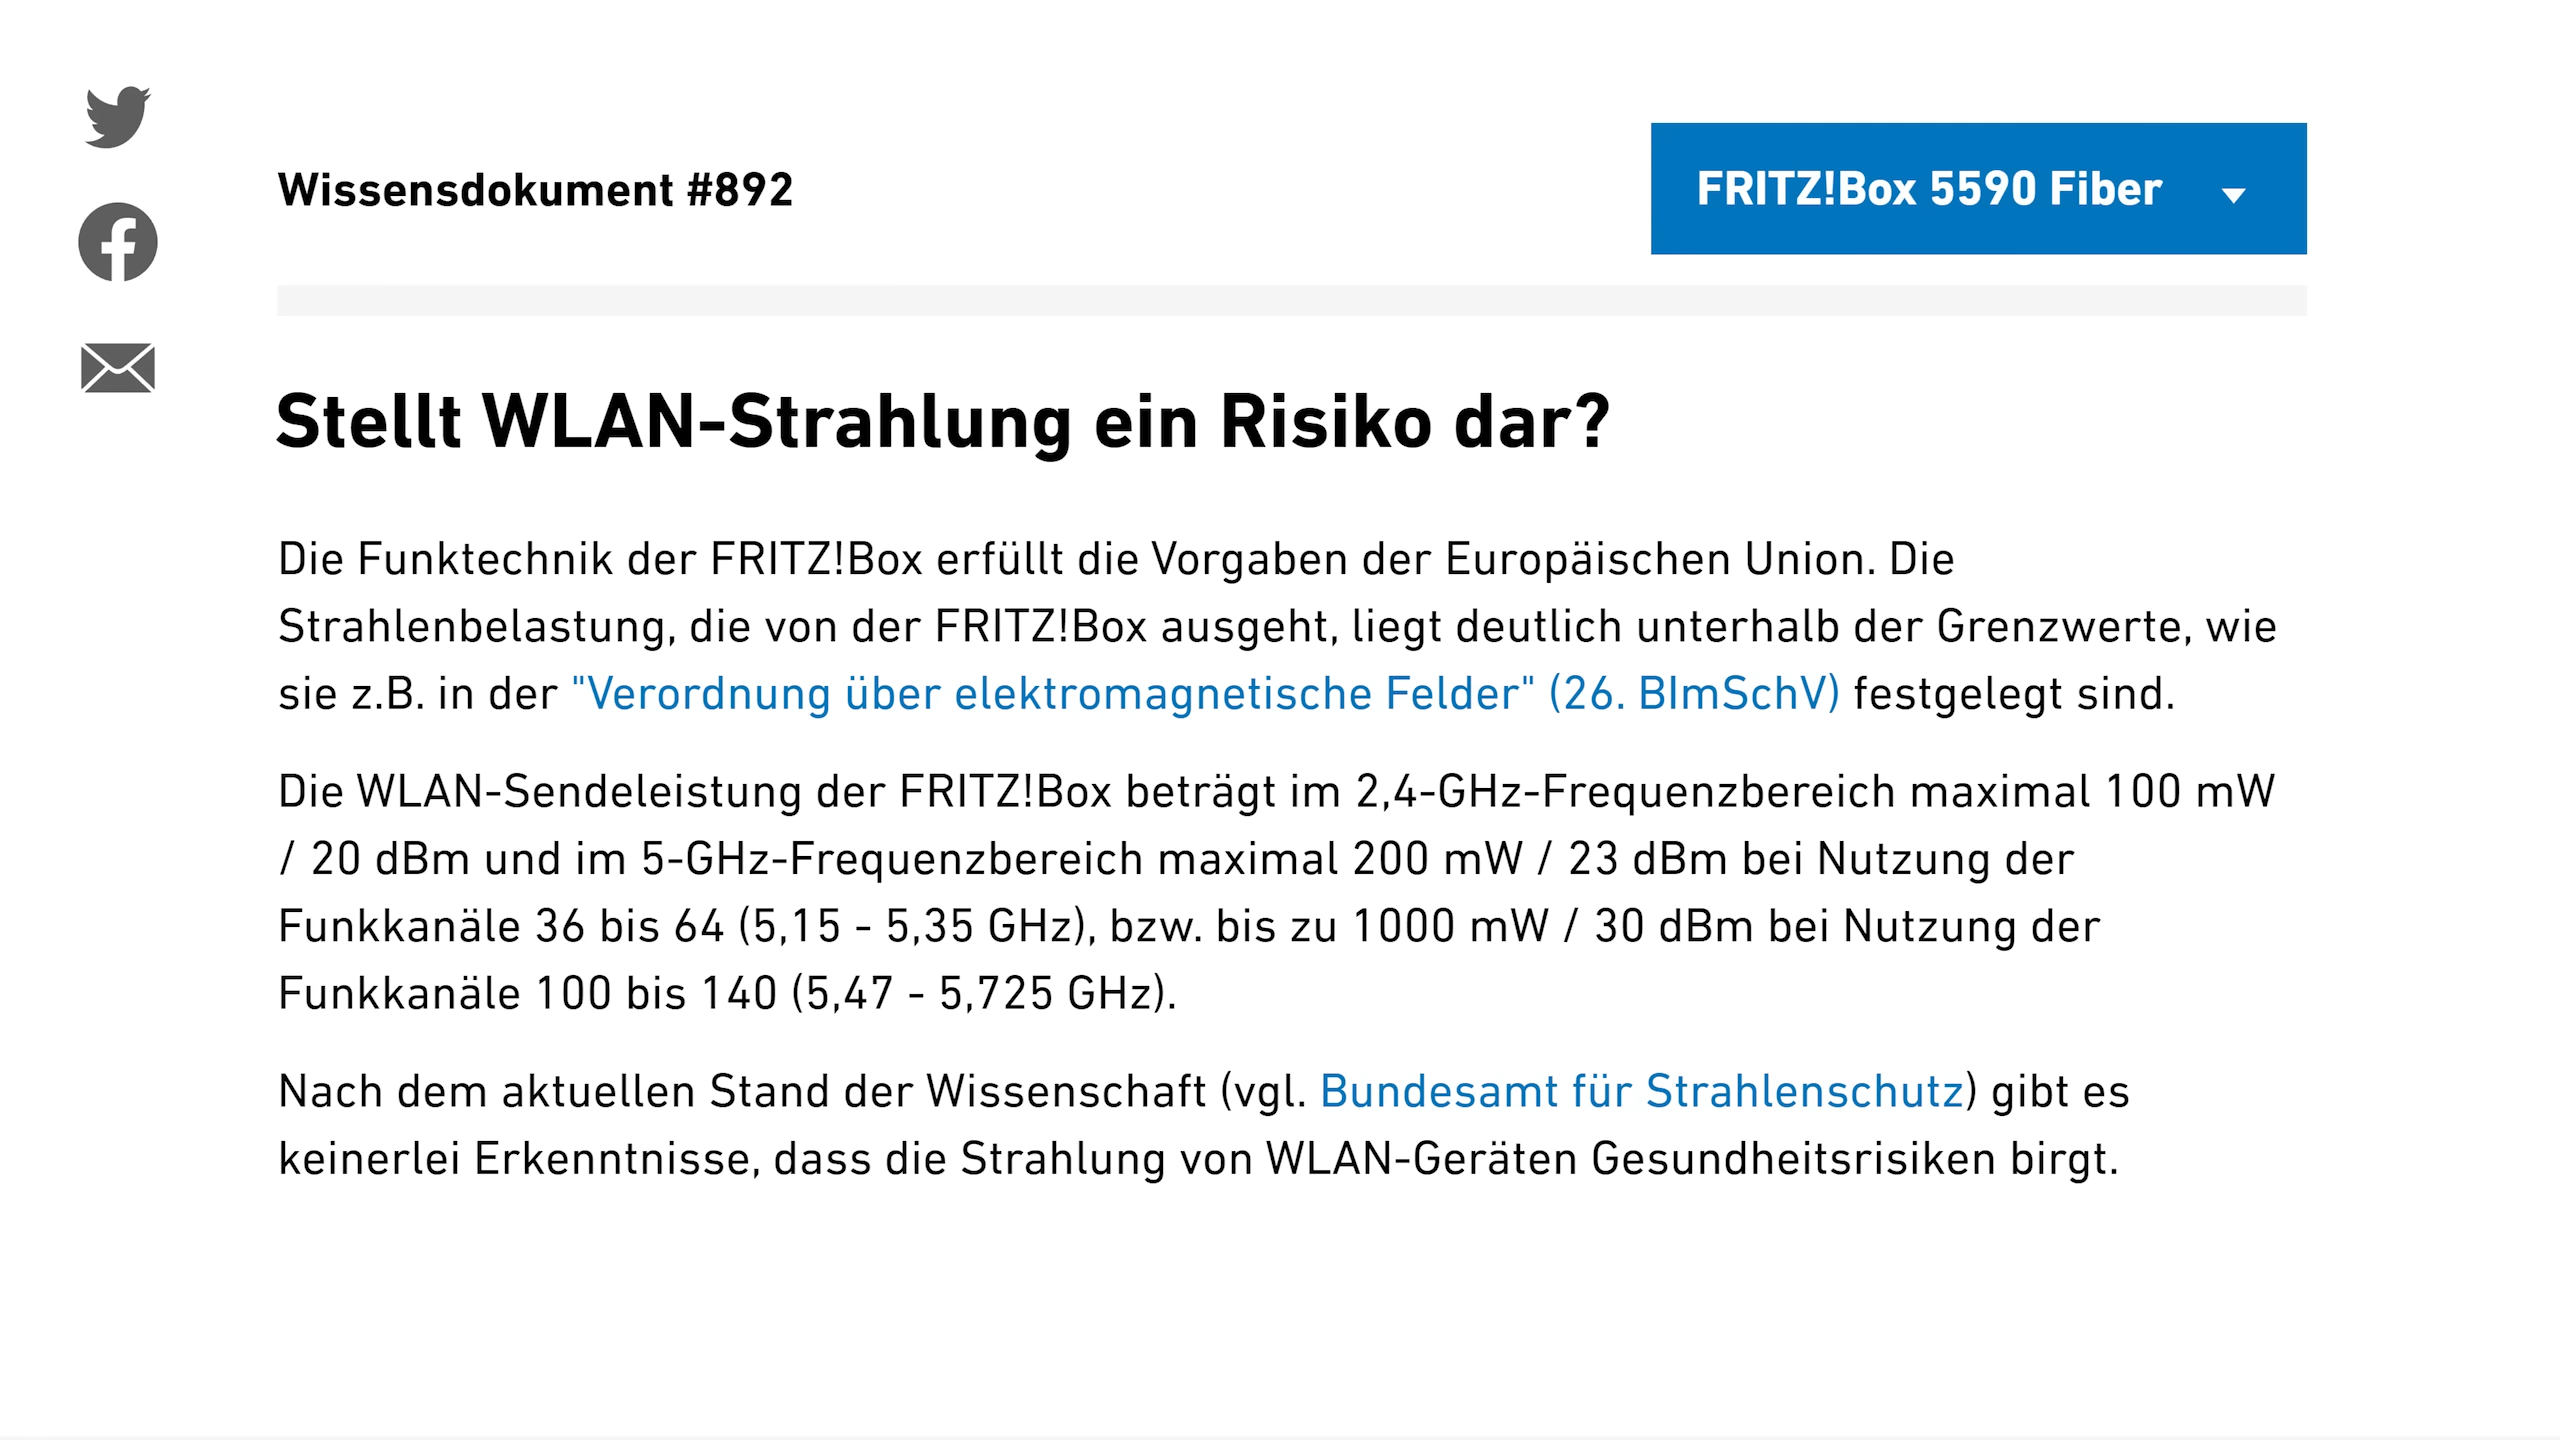 Wissensdokument #892
FRITZ!Box 5590 Fiber
Stellt WLAN-Strahlung ein Risiko dar?
Die Funktechnik der FRITZ!Box erfüllt die Vorgaben der Europäischen Union. Die
Strahlenbelastung, die von der FRITZ!Box ausgeht, liegt deutlich unterhalb der Grenzwerte, wie
sie z.B. in der "Verordnung über elektromagnetische Felder" (26. BImSchV) festgelegt sind.
Die WLAN-Sendeleistung der FRITZ!Box beträgt im 2,4-GHz-Frequenzbereich maximal 100 mW
/ 20 dBm und im 5-GHz-Frequenzbereich maximal 200 mW / 23 dBm bei Nutzung der
Funkkanäle 36 bis 64 (5,15 - 5,35 GHz), bzw. bis zu 1000 mW / 30 dBm bei Nutzung der
Funkkanäle 100 bis 140 (5,47 - 5,725 GHz).
Nach dem aktuellen Stand der Wissenschaft (vgl. Bundesamt für Strahlenschutz) gibt es
keinerlei Erkenntnisse, dass die Strahlung von WLAN-Geräten Gesundheitsrisiken birgt.